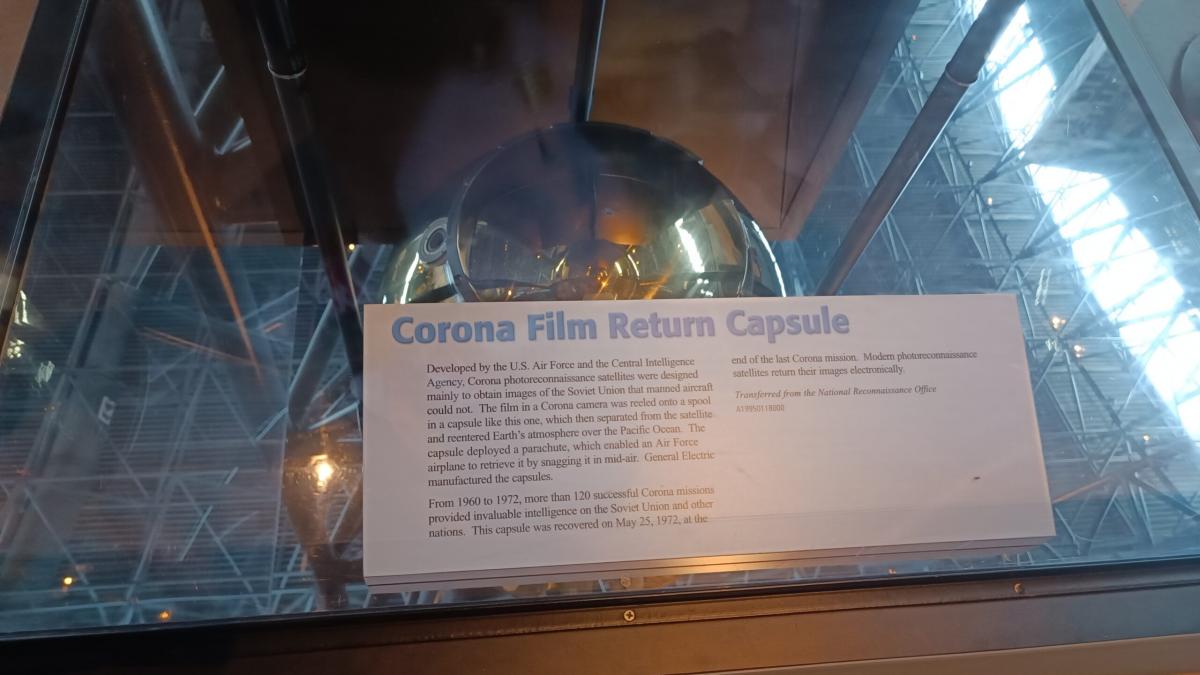 Corona Film Return Capsule
Developed by the U.S. Air Force and the Central Intelligence
Agency, Corona photoreconnaissance satellites were designed
mainly to obtain images of the Soviet Union that manned aircraft
could not. The film in a Corona camera was reeled onto a spool
in a capsule like this one, which then separated from the satellite
and reentered Earth's atmosphere over the Pacific Ocean. The
capsule deployed a parachute, which enabled an Air Force
airplane to retrieve it by snagging it in mid-air. General Electric
manufactured the capsules.
From 1960 to 1972, more than 120 successful Corona missions
provided invaluable intelligence on the Soviet Union and other
nations. This capsule was recovered on May 25, 1972, at the
end of the last Corona mission. Modern photoreconnaissance
satellites return their images electronically.
Transferred from the National Reconnaissance Office
A19950118000